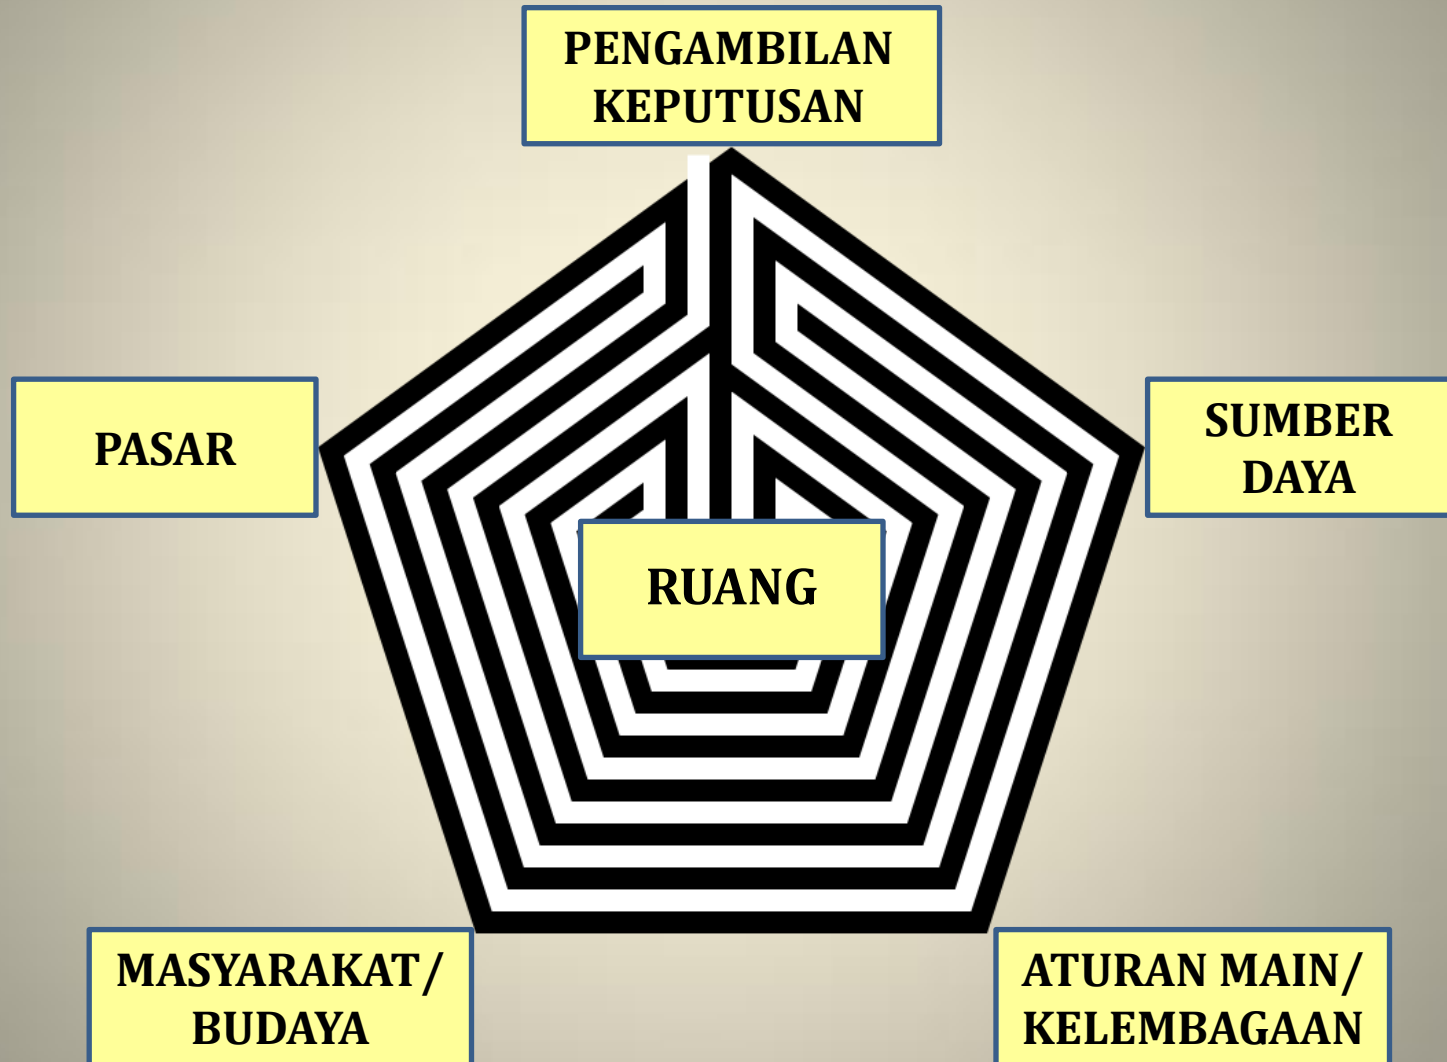 PENGAMBILAN
KEPUTUSAN
PASAR
SUMBER
DAYA
RUANG
MASYARAKAT/
BUDAYA
ATURAN MAIN/
KELEMBAGAAN